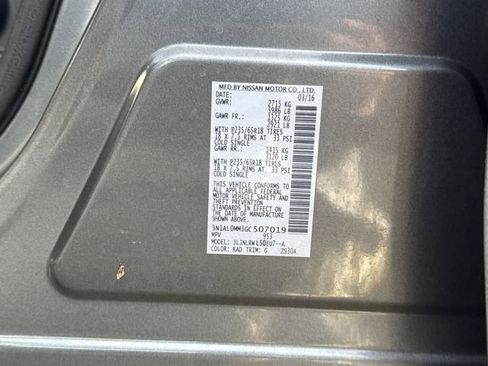 MFD BY NISSAN MOTOR CO., LTD.
DATE: 03/16
GVWR: 2715 KG
5986 LB
GAWR FR.: 1325 KG
2921 LB
WITH P235/65R18 TIRES
18 X 7.5 RIMS AT 33 PSI
COLD SINGLE
GAWR RR.: 1415 KG
3120 LB
WITH P235/65R18 TIRES
18 X 7.5 RIMS AT 33 PSI
COLD SINGLE
THIS VEHICLE CONFORMS TO
ALL APPLICABLE FEDERAL
MOTOR VEHICLE SAFETY AND
THEFT PREVENTION
STANDARDS IN EFFECT ON
THE DATE OF MANUFACTURE
SHOWN ABOVE.
5N1AL0MM5GC507019
MPV 953
MODEL: JLJNLRWL50EU7--A
COLOR: KAD TRIM: G 2S30A